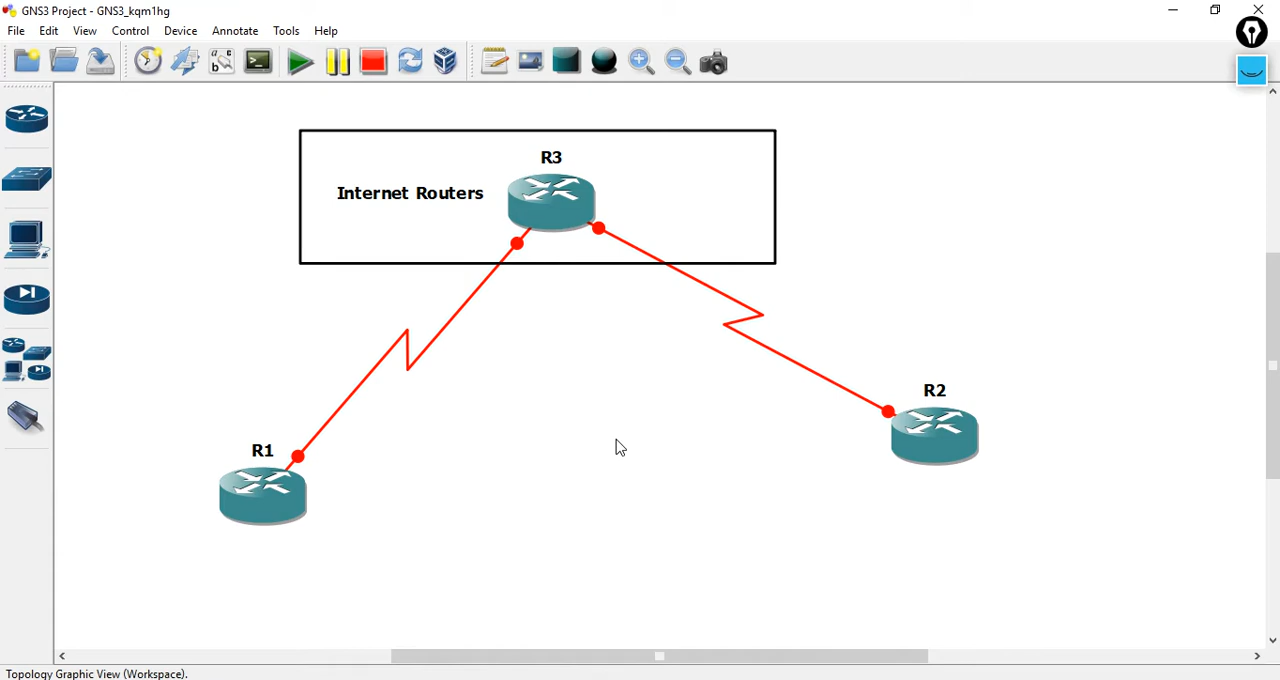 GNS3 Project - GNS3_kqm1hg
File Edit View Control Device Annotate Tools Help
a b c
R3
Internet Routers
R2
R1
Topology Graphic View (Workspace).